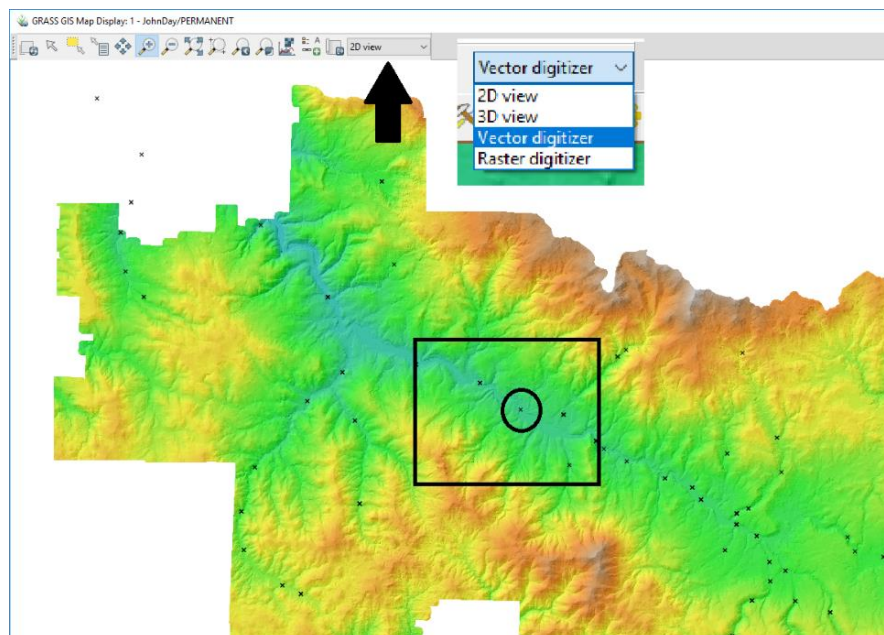 GRASS GIS Map Display: 1 - JohnDay/PERMANENT
2D view
Vector digitizer
2D view
3D view
Vector digitizer
Raster digitizer